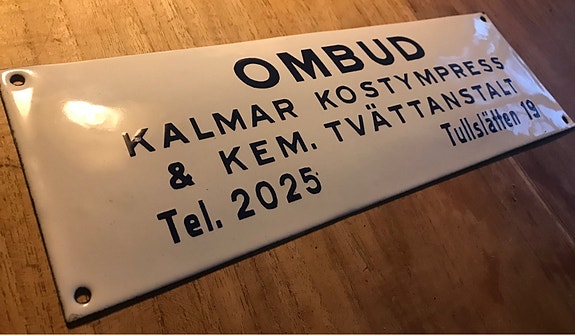 OMBUD
KALMAR KOSTYMPRESS
& KEM. TVÄTTANSTALT
Tel. 2025 Tullslätten 19